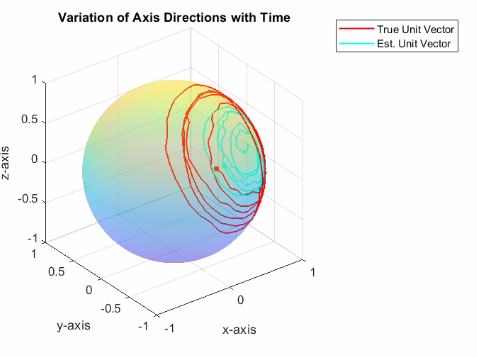 Variation of Axis Directions with Time
True Unit Vector
Est. Unit Vector
1
0.5
0
-0.5
-1
z-axis
1
0.5
0
-0.5
-1
y-axis
-1
0
1
x-axis